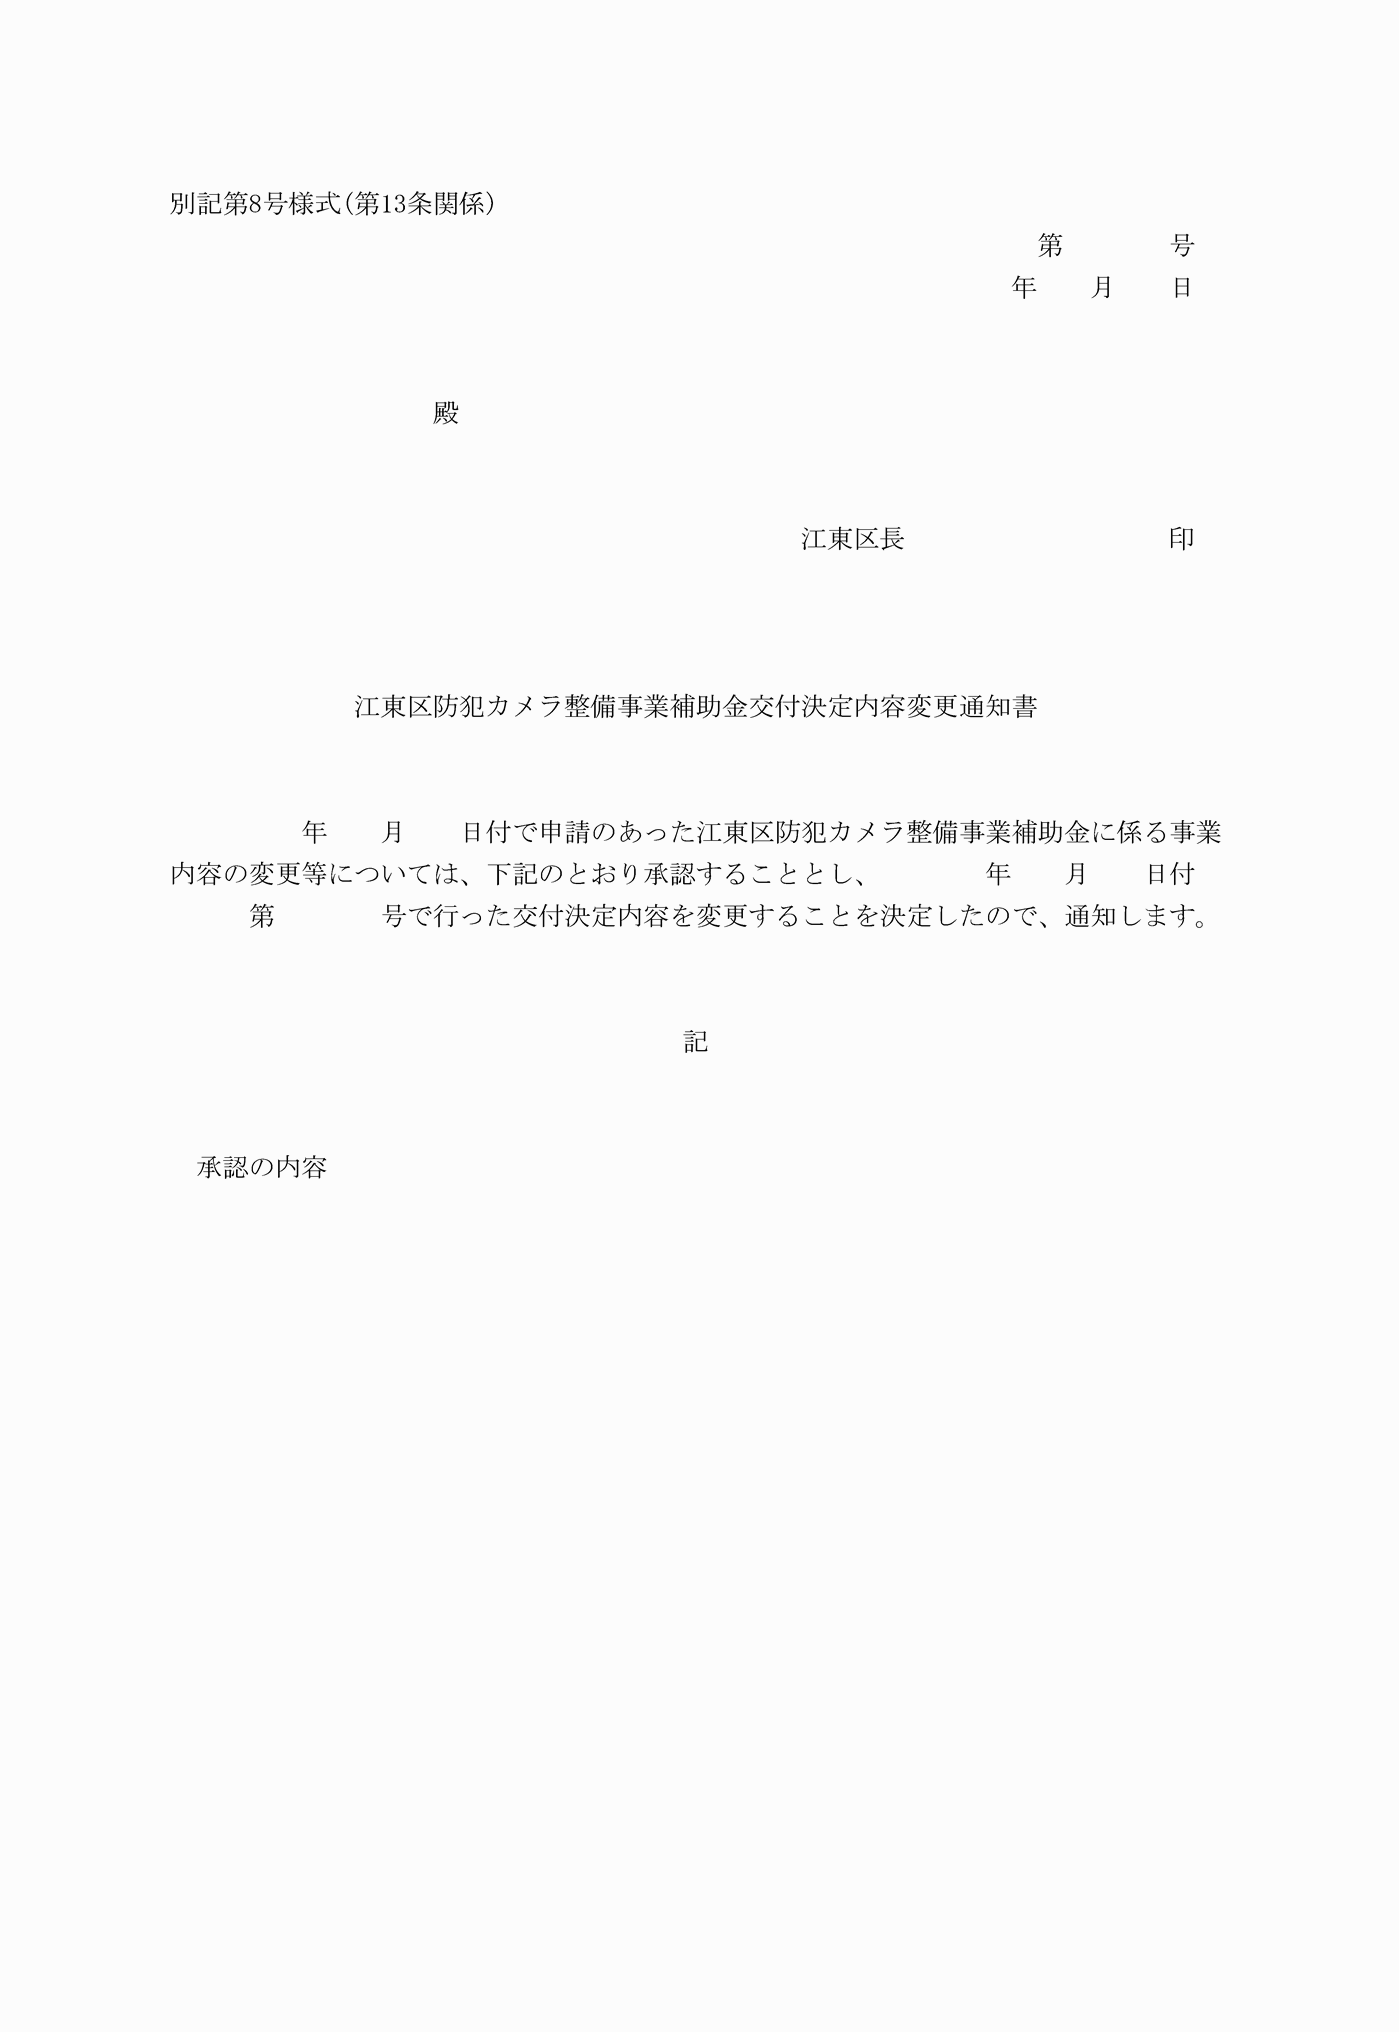 別記第8号様式（第13条関係）
第　　　　号
年　　月　　日
殿
江東区長　　　　　　　　　　印
江東区防犯カメラ整備事業補助金交付決定内容変更通知書
年　　月　　日付で申請のあった江東区防犯カメラ整備事業補助金に係る事業
内容の変更等については、下記のとおり承認することとし、　　　　年　　月　　日付
第　　　　号で行った交付決定内容を変更することを決定したので、通知します。
記
承認の内容